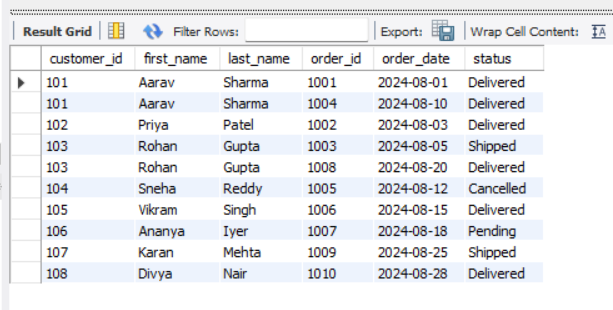 Result Grid Filter Rows: Export: Wrap Cell Content: IA
customer_id first_name last_name order_id order_date status
101 Aarav Sharma 1001 2024-08-01 Delivered
101 Aarav Sharma 1004 2024-08-10 Delivered
102 Priya Patel 1002 2024-08-03 Delivered
103 Rohan Gupta 1003 2024-08-05 Shipped
103 Rohan Gupta 1008 2024-08-20 Delivered
104 Sneha Reddy 1005 2024-08-12 Cancelled
105 Vikram Singh 1006 2024-08-15 Delivered
106 Ananya Iyer 1007 2024-08-18 Pending
107 Karan Mehta 1009 2024-08-25 Shipped
108 Divya Nair 1010 2024-08-28 Delivered